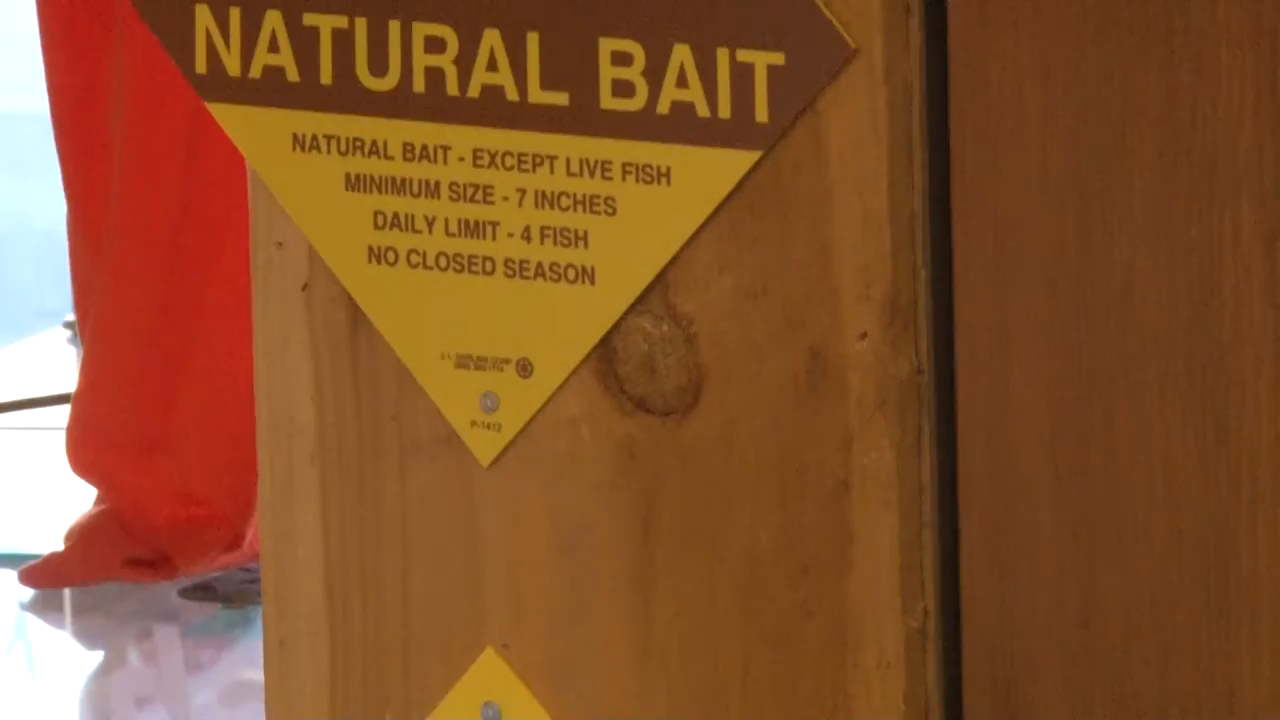 NATURAL BAIT
NATURAL BAIT - EXCEPT LIVE FISH
MINIMUM SIZE - 7 INCHES
DAILY LIMIT - 4 FISH
NO CLOSED SEASON
P-1413